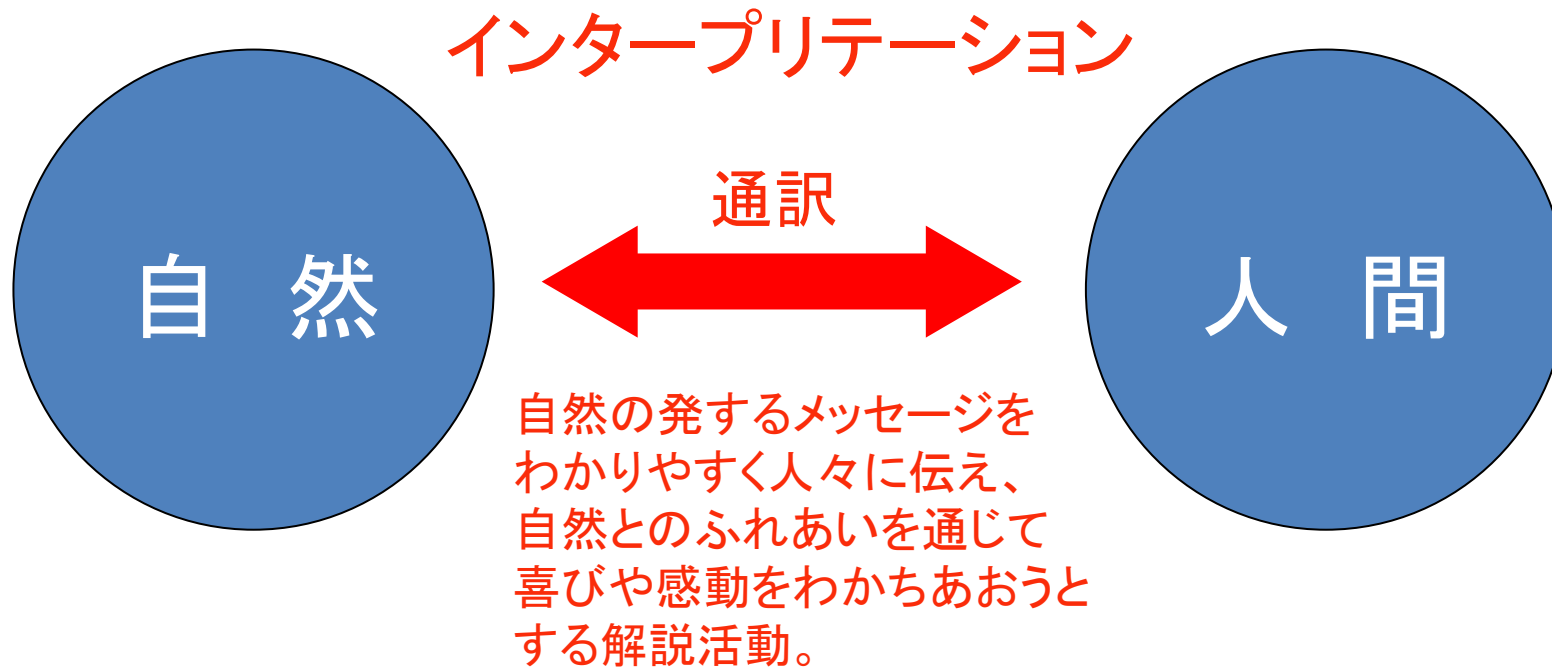 インタープリテーション
通訳
自　然
人　間
自然の発するメッセージを
わかりやすく人々に伝え、
自然とのふれあいを通じて
喜びや感動をわかちあおうと
する解説活動。